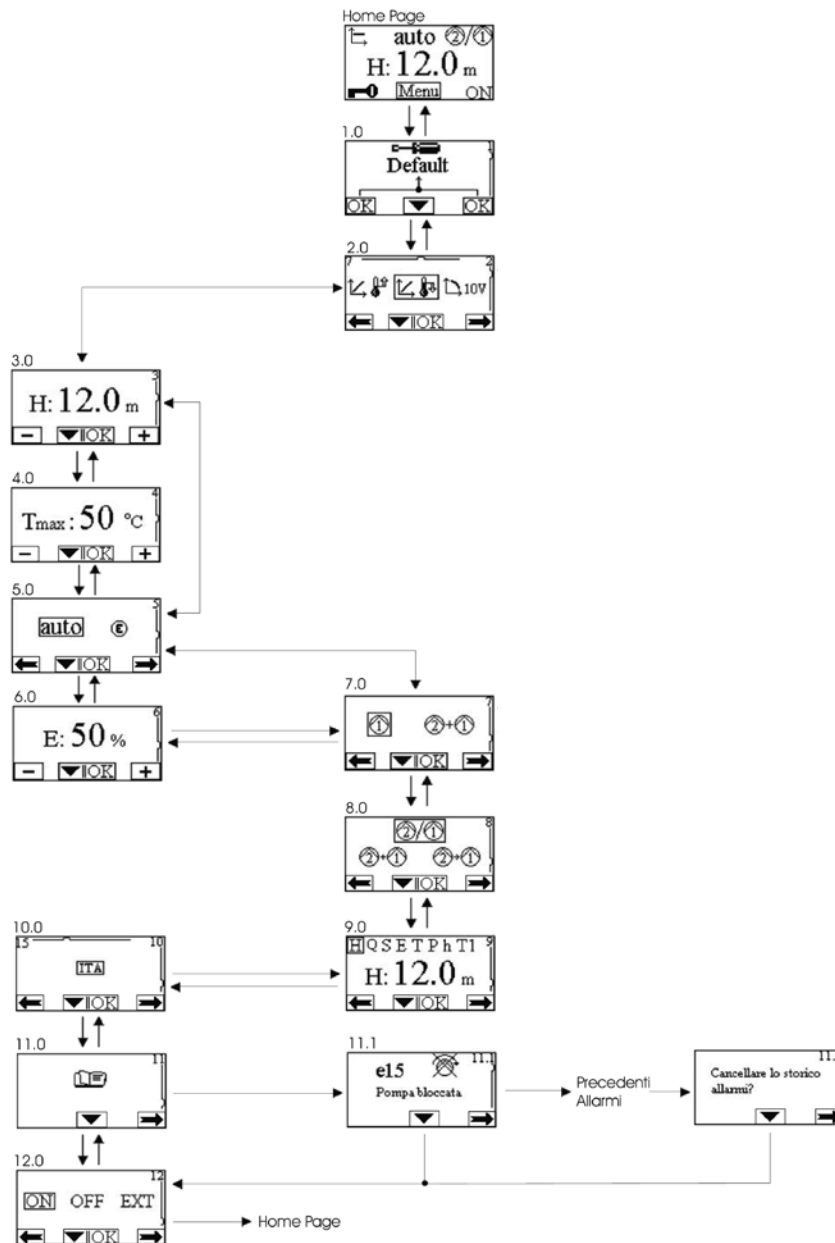 Home Page
auto ②/①
H: 12.0 m
Menu ON
1.0
1
Default
OK OK
2.0
7 2
10V
OK
3.0
3
H: 12.0 m
− OK +
4.0
4
Tmax: 50 °C
− OK +
5.0
5
auto E
OK
6.0
6
E: 50 %
− OK +
7.0
7
① ②+①
OK
8.0
8
②/①
②+① ②→①
OK
9.0
9
H Q S E T P h T1
H: 12.0 m
OK
10.0
15 10
ITA
OK
11.0
11
11.1
11.1
e15
Pompa bloccata
Precedenti
Allarmi
11.
Cancellare lo storico
allarmi?
12.0
12
ON OFF EXT
OK
Home Page